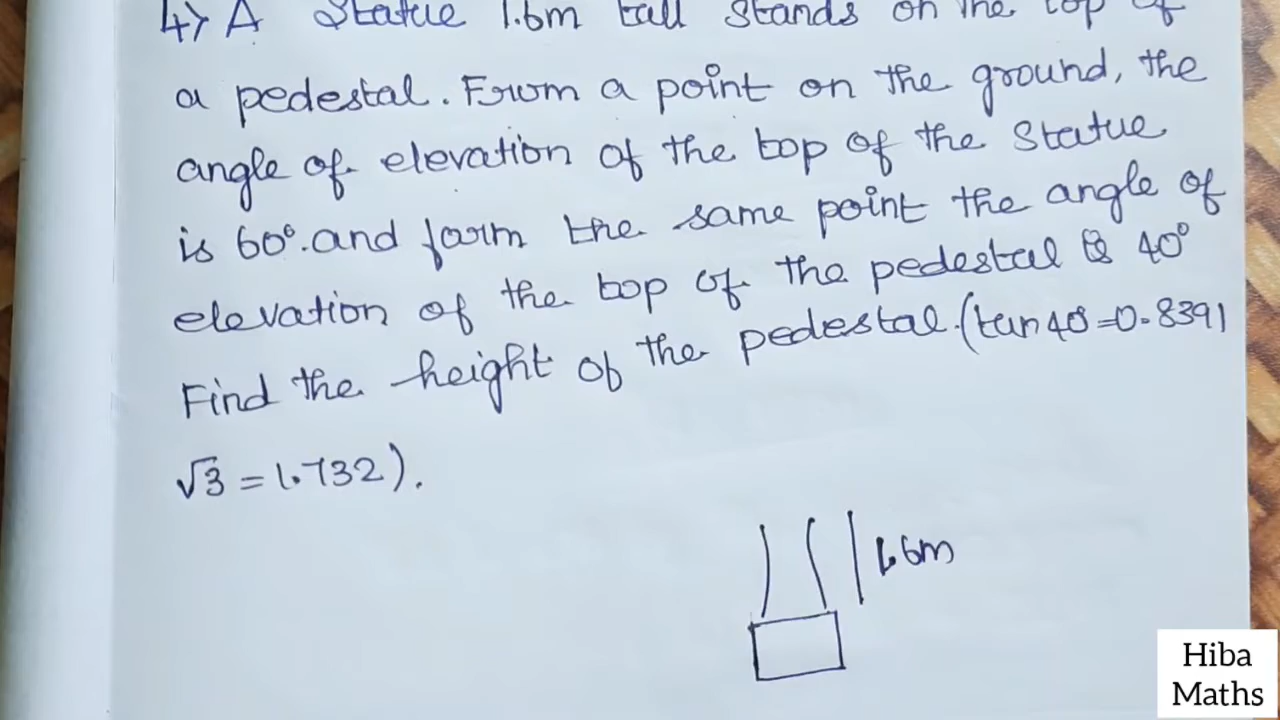 4) A Statue 1.6m tall stands on the top of
a pedestal. From a point on the ground, the
angle of elevation of the top of the Statue
is 60°. and form the same point the angle of
elevation of the top of the pedestal is 40°
Find the height of the pedestal. (tan 40 = 0.8391
√3 = 1.732).
1.6m
Hiba
Maths